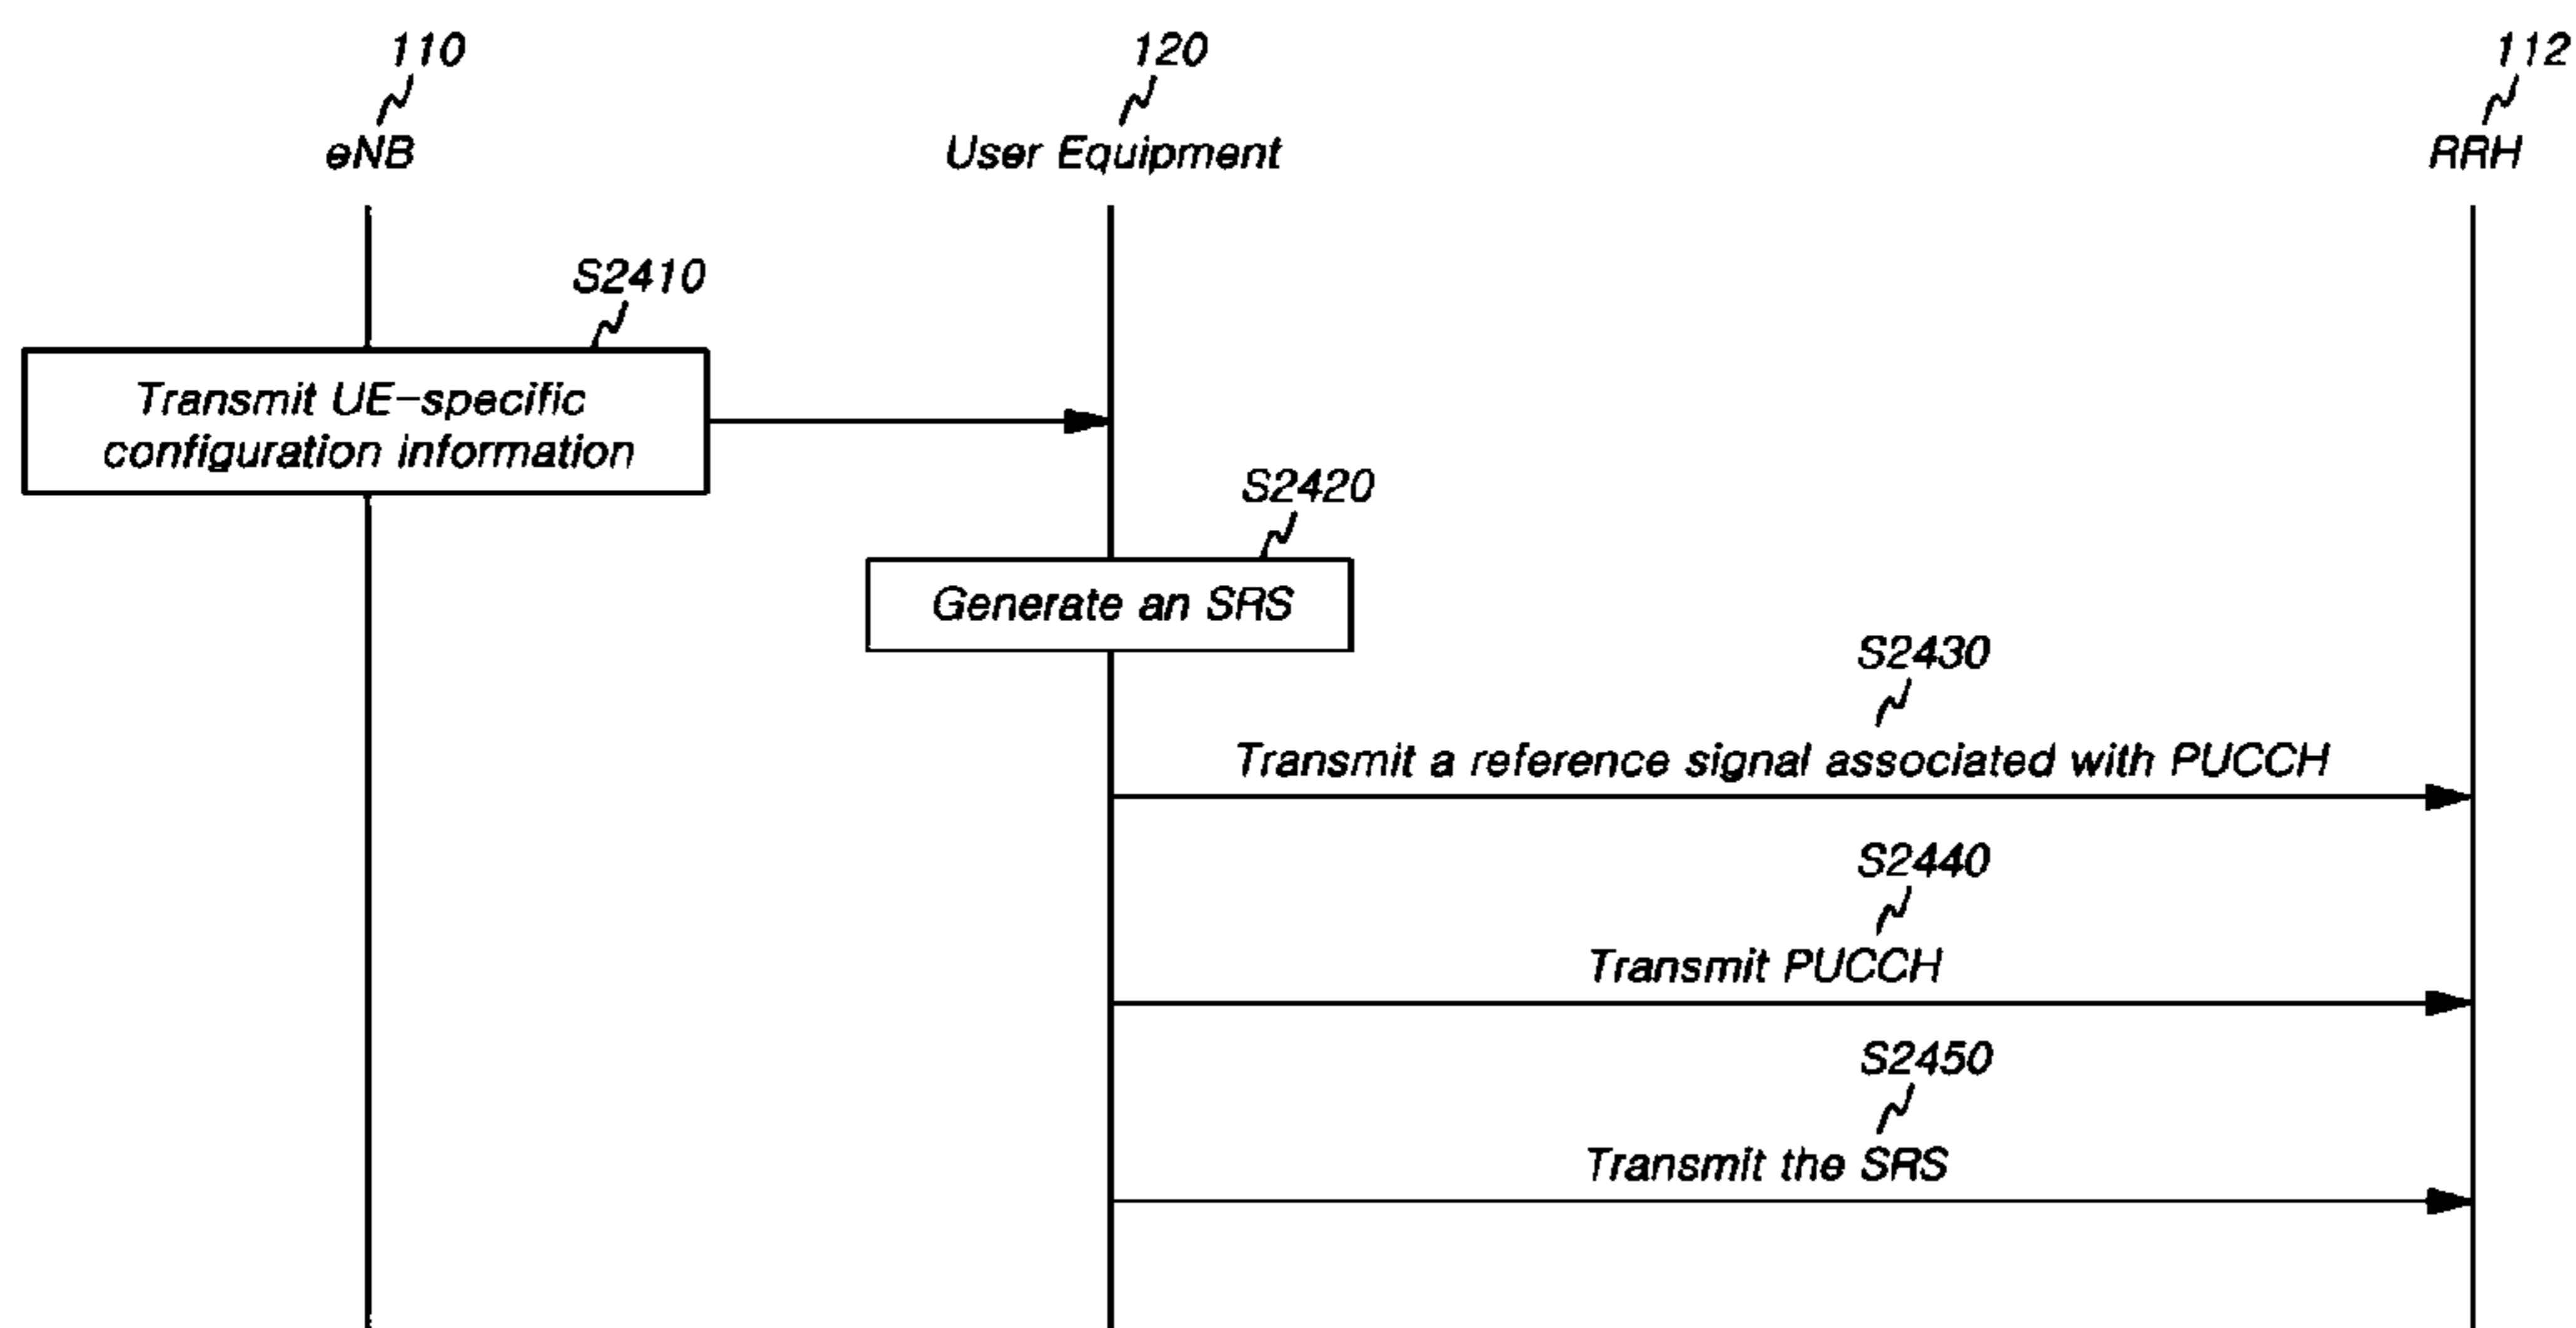 110
120
112
eNB
User Equipment
RRH
S2410
Transmit UE-specific
configuration information
S2420
Generate an SRS
S2430
Transmit a reference signal associated with PUCCH
S2440
Transmit PUCCH
S2450
Transmit the SRS